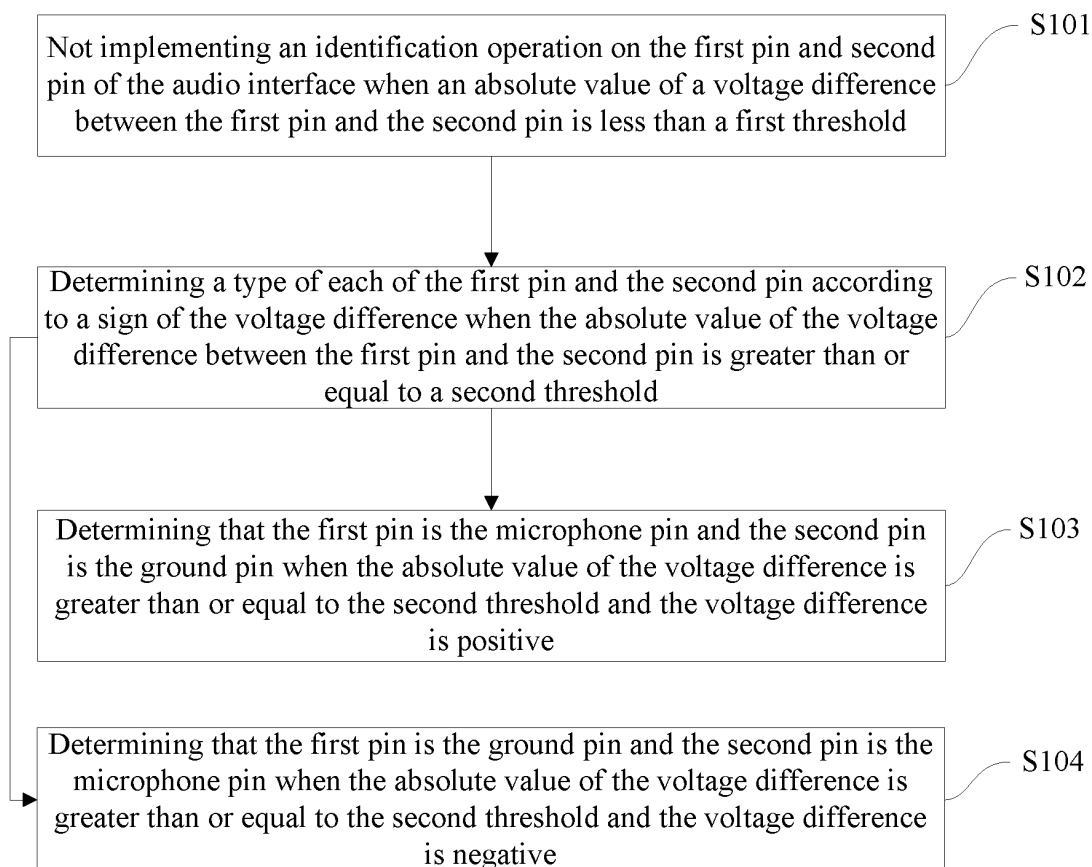 Not implementing an identification operation on the first pin and second
pin of the audio interface when an absolute value of a voltage difference
between the first pin and the second pin is less than a first threshold
S101
Determining a type of each of the first pin and the second pin according
to a sign of the voltage difference when the absolute value of the voltage
difference between the first pin and the second pin is greater than or
equal to a second threshold
S102
Determining that the first pin is the microphone pin and the second pin
is the ground pin when the absolute value of the voltage difference is
greater than or equal to the second threshold and the voltage difference
is positive
S103
Determining that the first pin is the ground pin and the second pin is the
microphone pin when the absolute value of the voltage difference is
greater than or equal to the second threshold and the voltage difference
is negative
S104